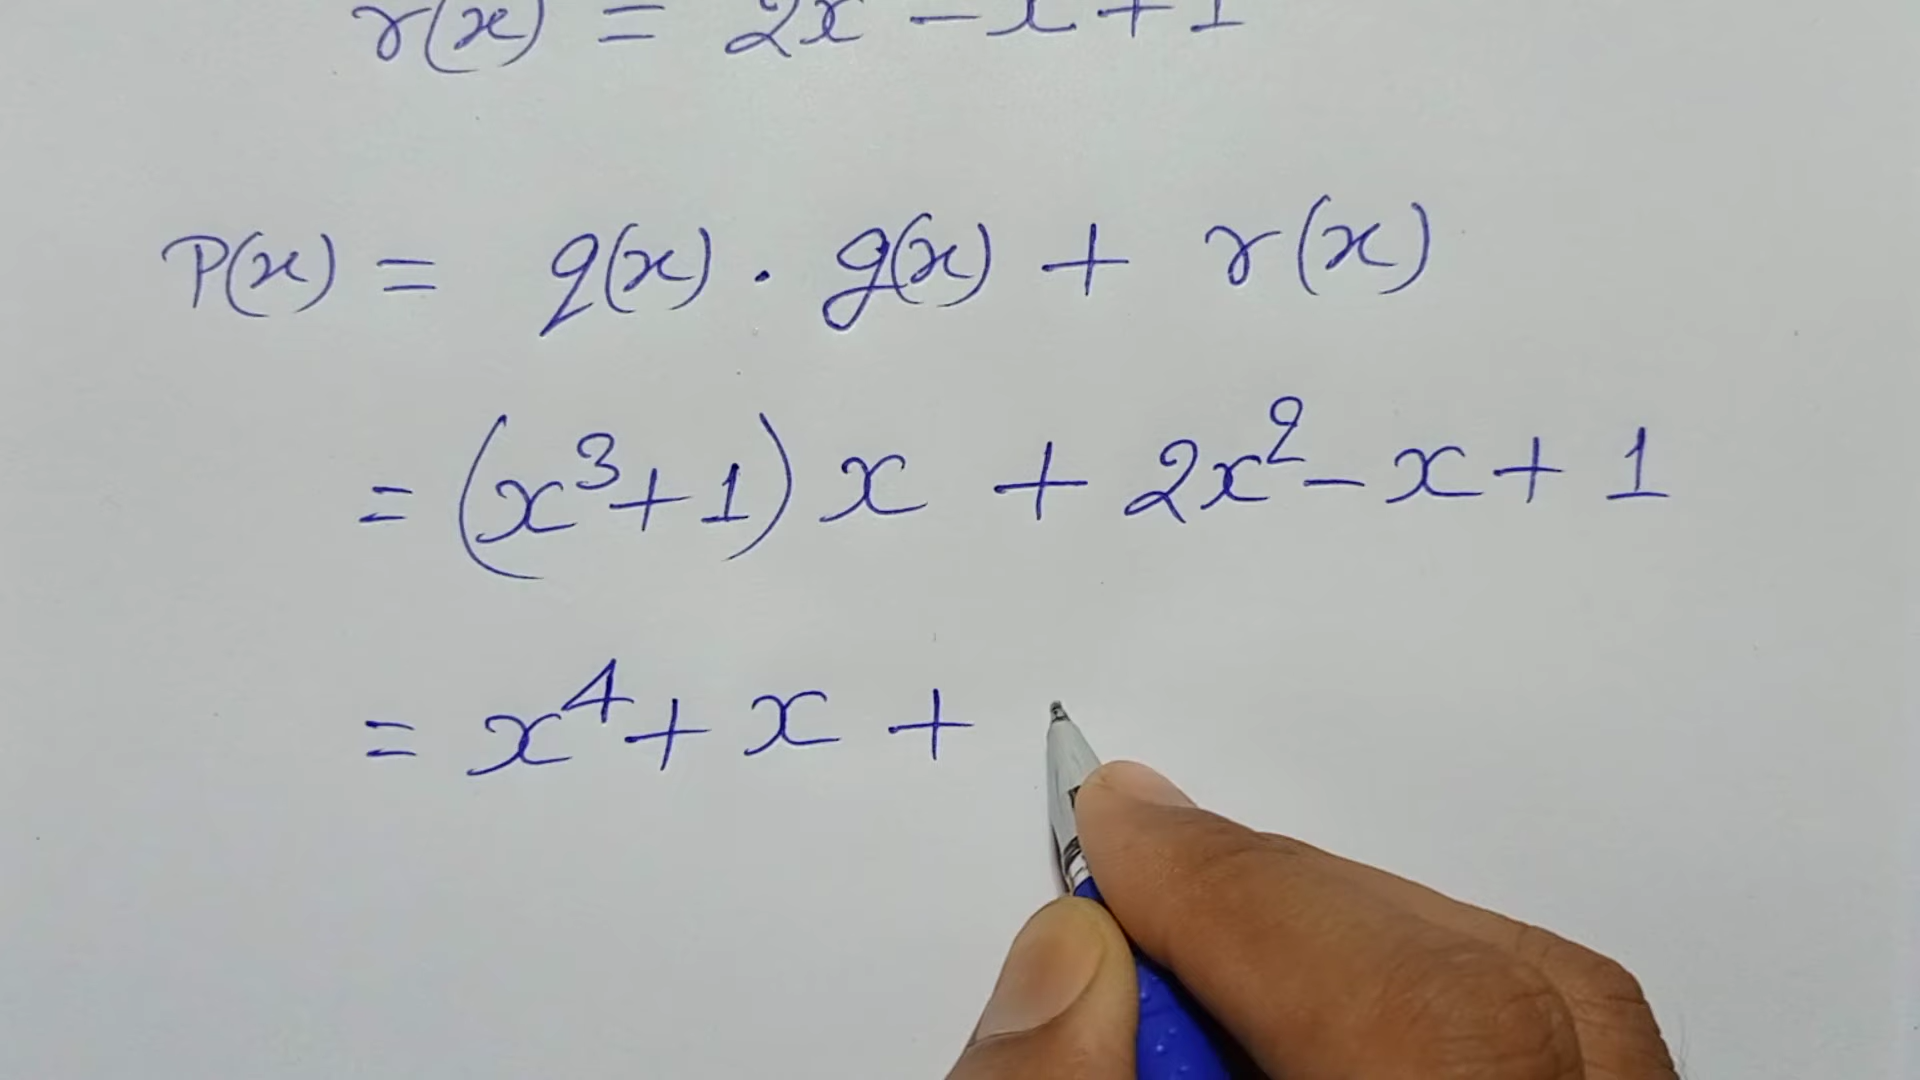 r(x) = 2x - x + 1
P(x) = q(x) · g(x) + r(x)
= (x³ + 1) x + 2x² - x + 1
= x⁴ + x +